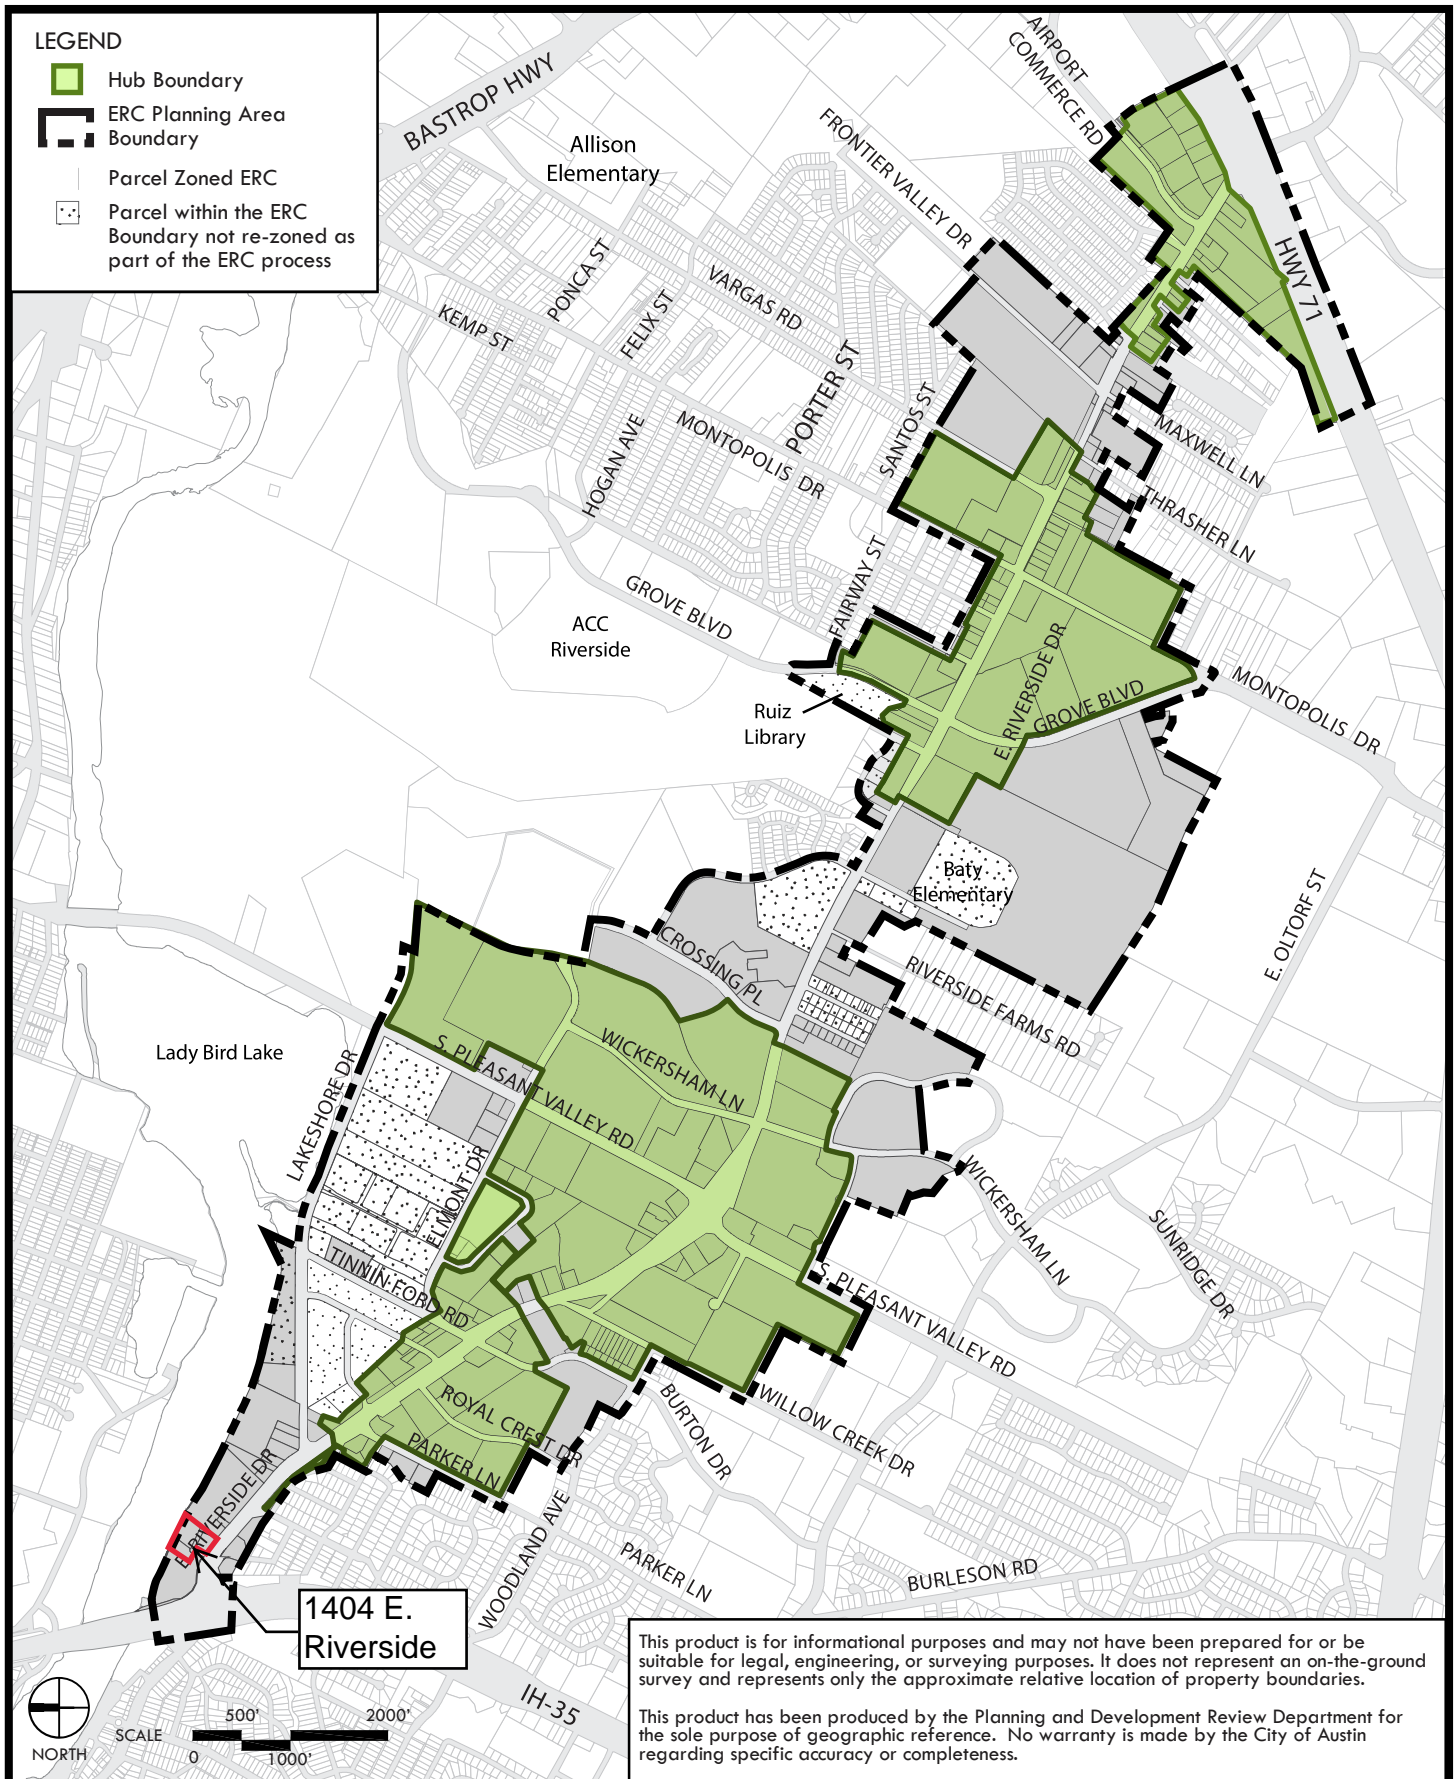 LEGEND
Hub Boundary
ERC Planning Area
Boundary
Parcel Zoned ERC
Parcel within the ERC
Boundary not re-zoned as
part of the ERC process
BASTROP HWY
AIRPORT
COMMERCE RD
Allison
Elementary
FRONTIER VALLEY DR
HWY 71
PONCA ST
VARGAS RD
KEMP ST
FELIX ST
PORTER ST
SANTOS ST
MONTOPOLIS DR
HOGAN AVE
MAXWELL LN
THRASHER LN
FAIRWAY ST
GROVE BLVD
ACC
Riverside
E. RIVERSIDE DR
GROVE BLVD
MONTOPOLIS DR
Ruiz
Library
Baty
Elementary
E. OLTORF ST
CROSSING PL
RIVERSIDE FARMS RD
Lady Bird Lake
LAKESHORE DR
S. PLEASANT VALLEY RD
WICKERSHAM LN
ELMONT DR
WICKERSHAM LN
SUNRIDGE DR
TINNIN FORD RD
S. PLEASANT VALLEY RD
ROYAL CREST DR
PARKER LN
BURTON DR
WILLOW CREEK DR
E. RIVERSIDE DR
WOODLAND AVE
PARKER LN
BURLESON RD
1404 E.
Riverside
IH-35
NORTH
SCALE
500'
2000'
0
1000'
This product is for informational purposes and may not have been prepared for or be
suitable for legal, engineering, or surveying purposes. It does not represent an on-the-ground
survey and represents only the approximate relative location of property boundaries.
This product has been produced by the Planning and Development Review Department for
the sole purpose of geographic reference. No warranty is made by the City of Austin
regarding specific accuracy or completeness.